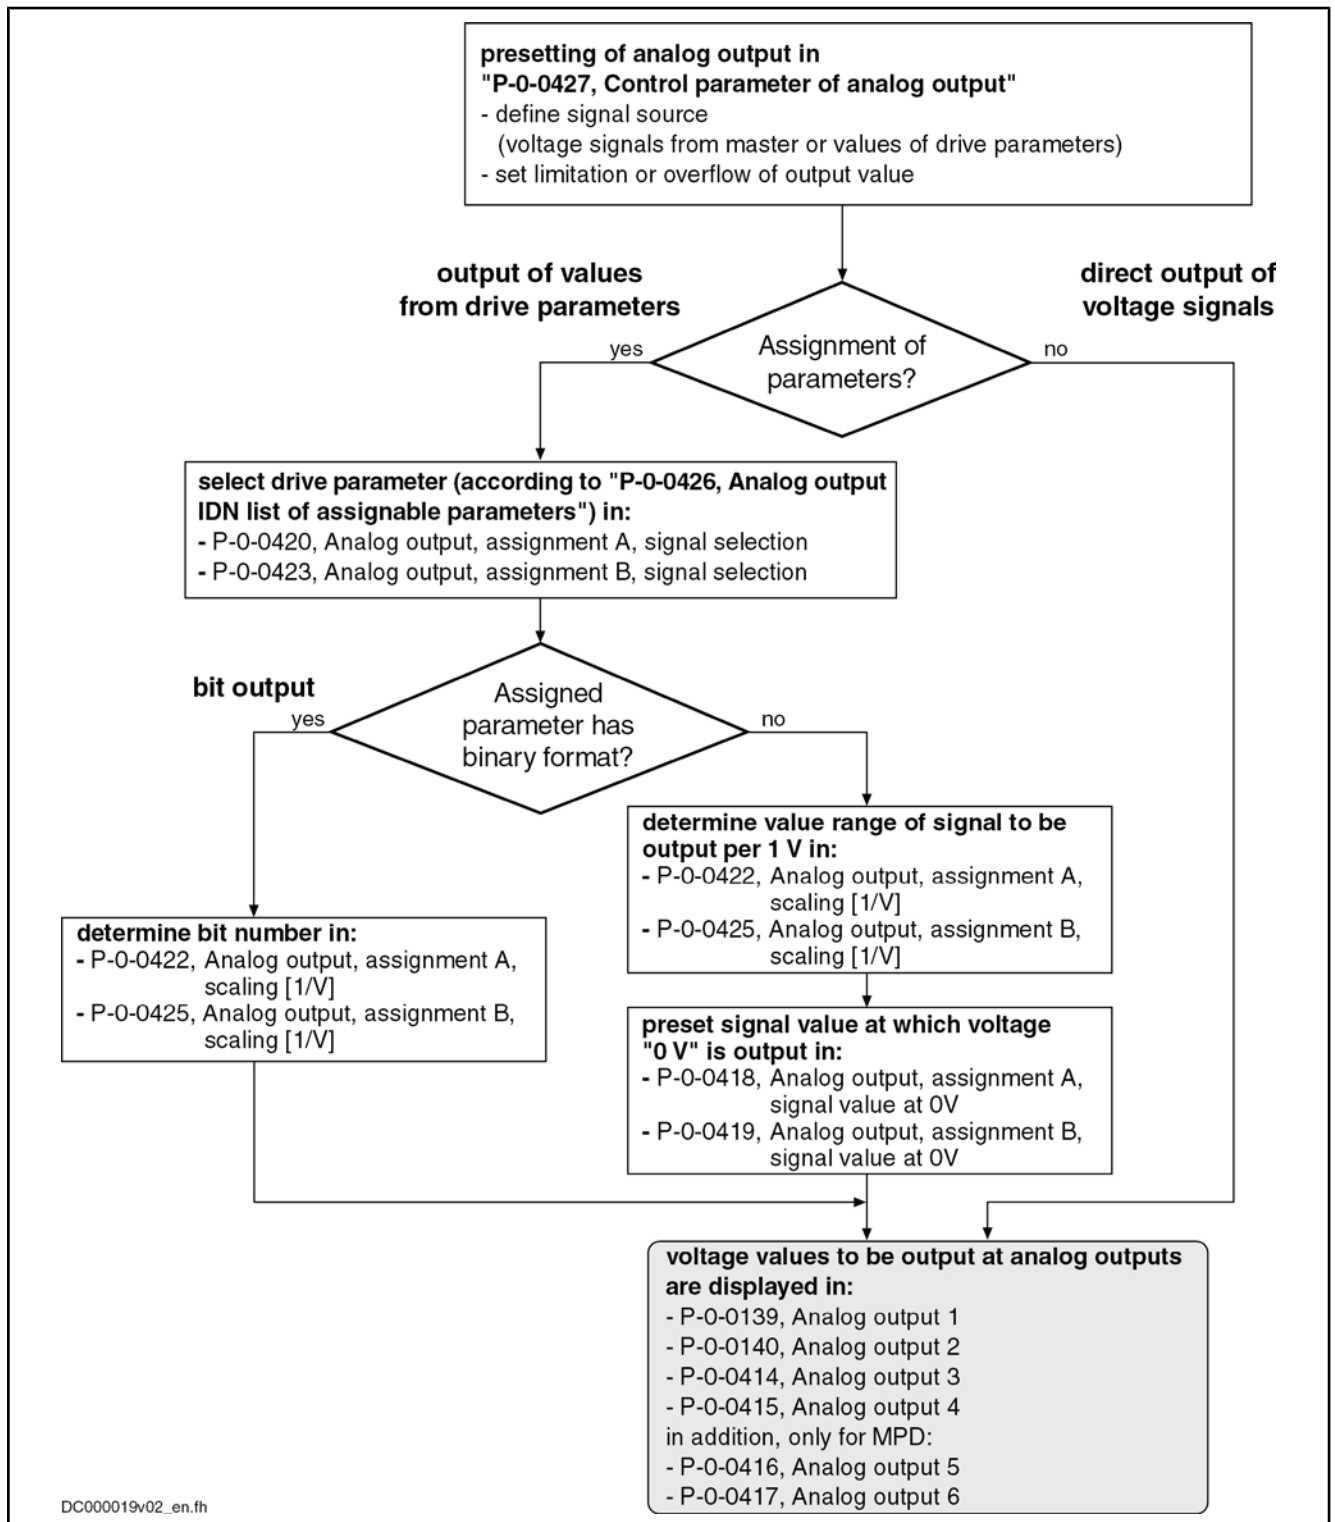 presetting of analog output in
"P-0-0427, Control parameter of analog output"
- define signal source
(voltage signals from master or values of drive parameters)
- set limitation or overflow of output value
output of values
from drive parameters
direct output of
voltage signals
yes
Assignment of
parameters?
no
select drive parameter (according to "P-0-0426, Analog output
IDN list of assignable parameters") in:
- P-0-0420, Analog output, assignment A, signal selection
- P-0-0423, Analog output, assignment B, signal selection
bit output
yes
Assigned
parameter has
binary format?
no
determine value range of signal to be
output per 1 V in:
- P-0-0422, Analog output, assignment A,
scaling [1/V]
- P-0-0425, Analog output, assignment B,
scaling [1/V]
determine bit number in:
- P-0-0422, Analog output, assignment A,
scaling [1/V]
- P-0-0425, Analog output, assignment B,
scaling [1/V]
preset signal value at which voltage
"0 V" is output in:
- P-0-0418, Analog output, assignment A,
signal value at 0V
- P-0-0419, Analog output, assignment B,
signal value at 0V
voltage values to be output at analog outputs
are displayed in:
- P-0-0139, Analog output 1
- P-0-0140, Analog output 2
- P-0-0414, Analog output 3
- P-0-0415, Analog output 4
in addition, only for MPD:
- P-0-0416, Analog output 5
- P-0-0417, Analog output 6
DC000019v02_en.fh